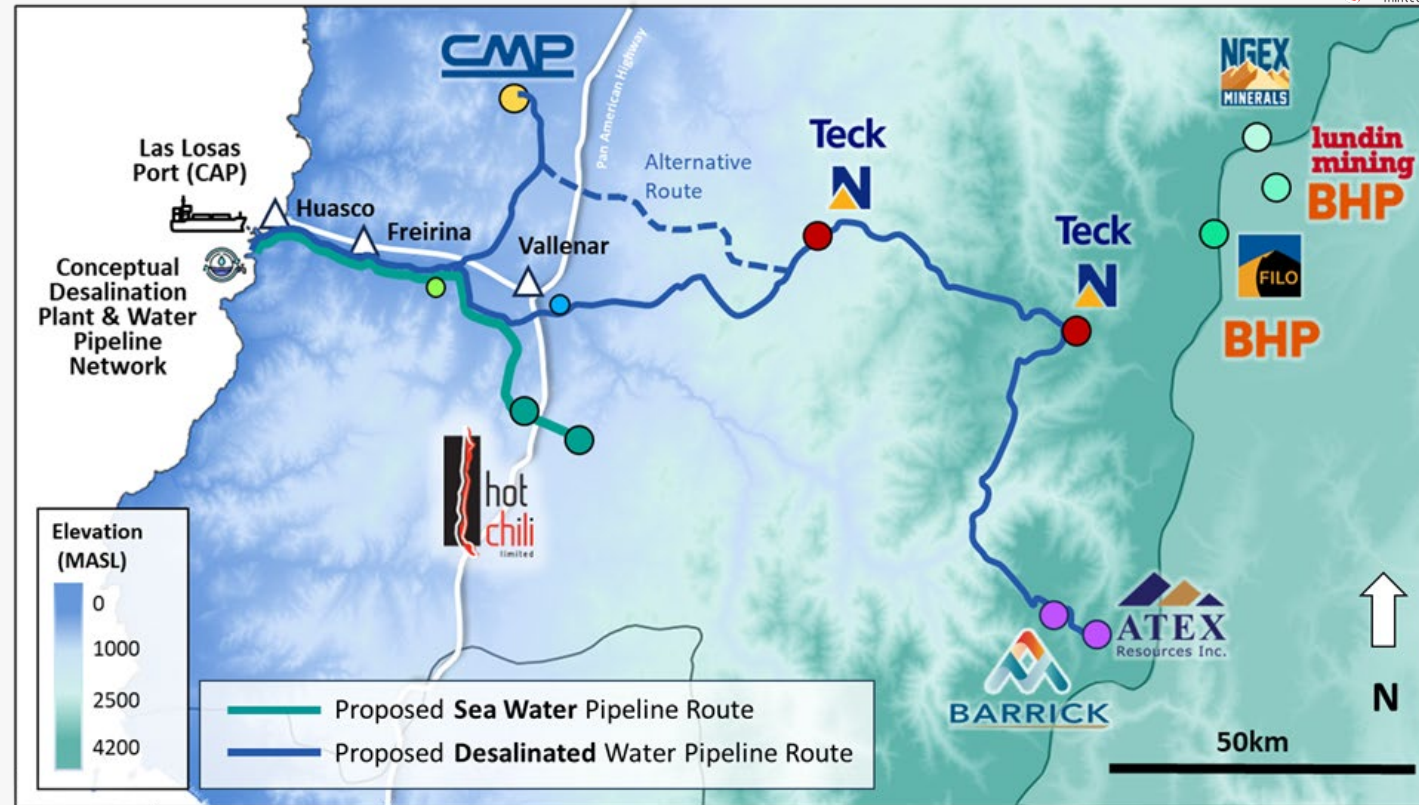 CMP
Pan American Highway
NGEX
MINERALS
Las Losas
Port (CAP)
Teck
N
lundin
mining
BHP
Alternative
Route
Huasco
Freirina
Vallenar
Teck
N
FILO
BHP
Conceptual
Desalination
Plant & Water
Pipeline
Network
hot
chili
limited
Elevation
(MASL)
0
1000
2500
4200
ATEX
Resources Inc.
BARRICK
N
Proposed Sea Water Pipeline Route
Proposed Desalinated Water Pipeline Route
50km